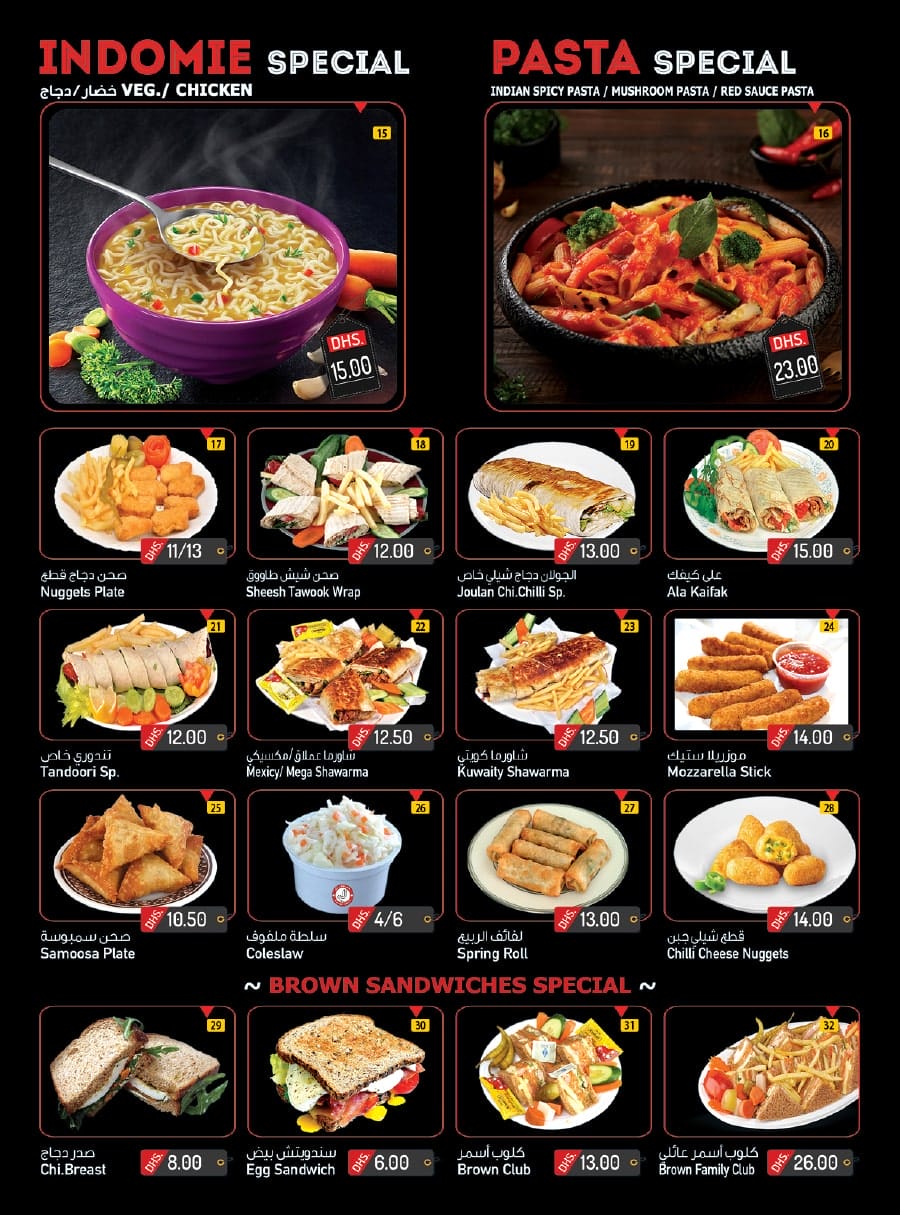 INDOMIE SPECIAL
خضار/دجاج VEG./ CHICKEN
15
DHS.
15.00
PASTA SPECIAL
INDIAN SPICY PASTA / MUSHROOM PASTA / RED SAUCE PASTA
16
DHS.
23.00
17
DHS. 11/13
صحن دجاج قطع
Nuggets Plate
18
DHS. 12.00
صحن شيش طاووق
Sheesh Tawook Wrap
19
DHS. 13.00
الجولان دجاج شيلي خاص
Joulan Chi.Chilli Sp.
20
DHS. 15.00
على كيفك
Ala Kaifak
21
DHS. 12.00
تندوري خاص
Tandoori Sp.
22
DHS. 12.50
شاورما عملاق/مكسيكي
Mexicy/ Mega Shawarma
23
DHS. 12.50
شاورما كويتي
Kuwaity Shawarma
24
DHS. 14.00
موزريلا ستيك
Mozzarella Stick
25
DHS. 10.50
صحن سمبوسة
Samoosa Plate
26
DHS. 4/6
سلطة ملفوف
Coleslaw
27
DHS. 13.00
لفائف الربيع
Spring Roll
28
DHS. 14.00
قطع شيلي جبن
Chilli Cheese Nuggets
~ BROWN SANDWICHES SPECIAL ~
29
صدر دجاج
Chi.Breast
DHS. 8.00
30
سندويتش بيض
Egg Sandwich
DHS. 6.00
31
كلوب أسمر
Brown Club
DHS. 13.00
32
كلوب أسمر عائلي
Brown Family Club
DHS. 26.00